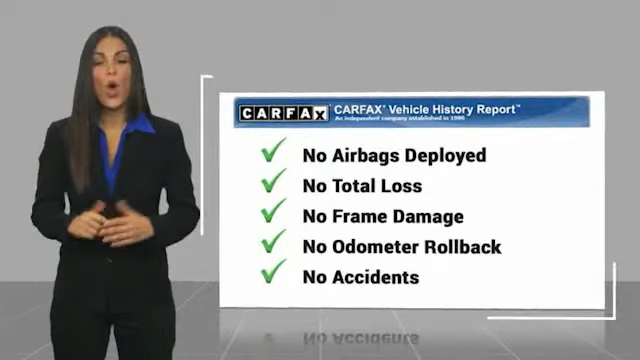 CARFAX CARFAX® Vehicle History Report™
An independent company established in 1986
No Airbags Deployed
No Total Loss
No Frame Damage
No Odometer Rollback
No Accidents